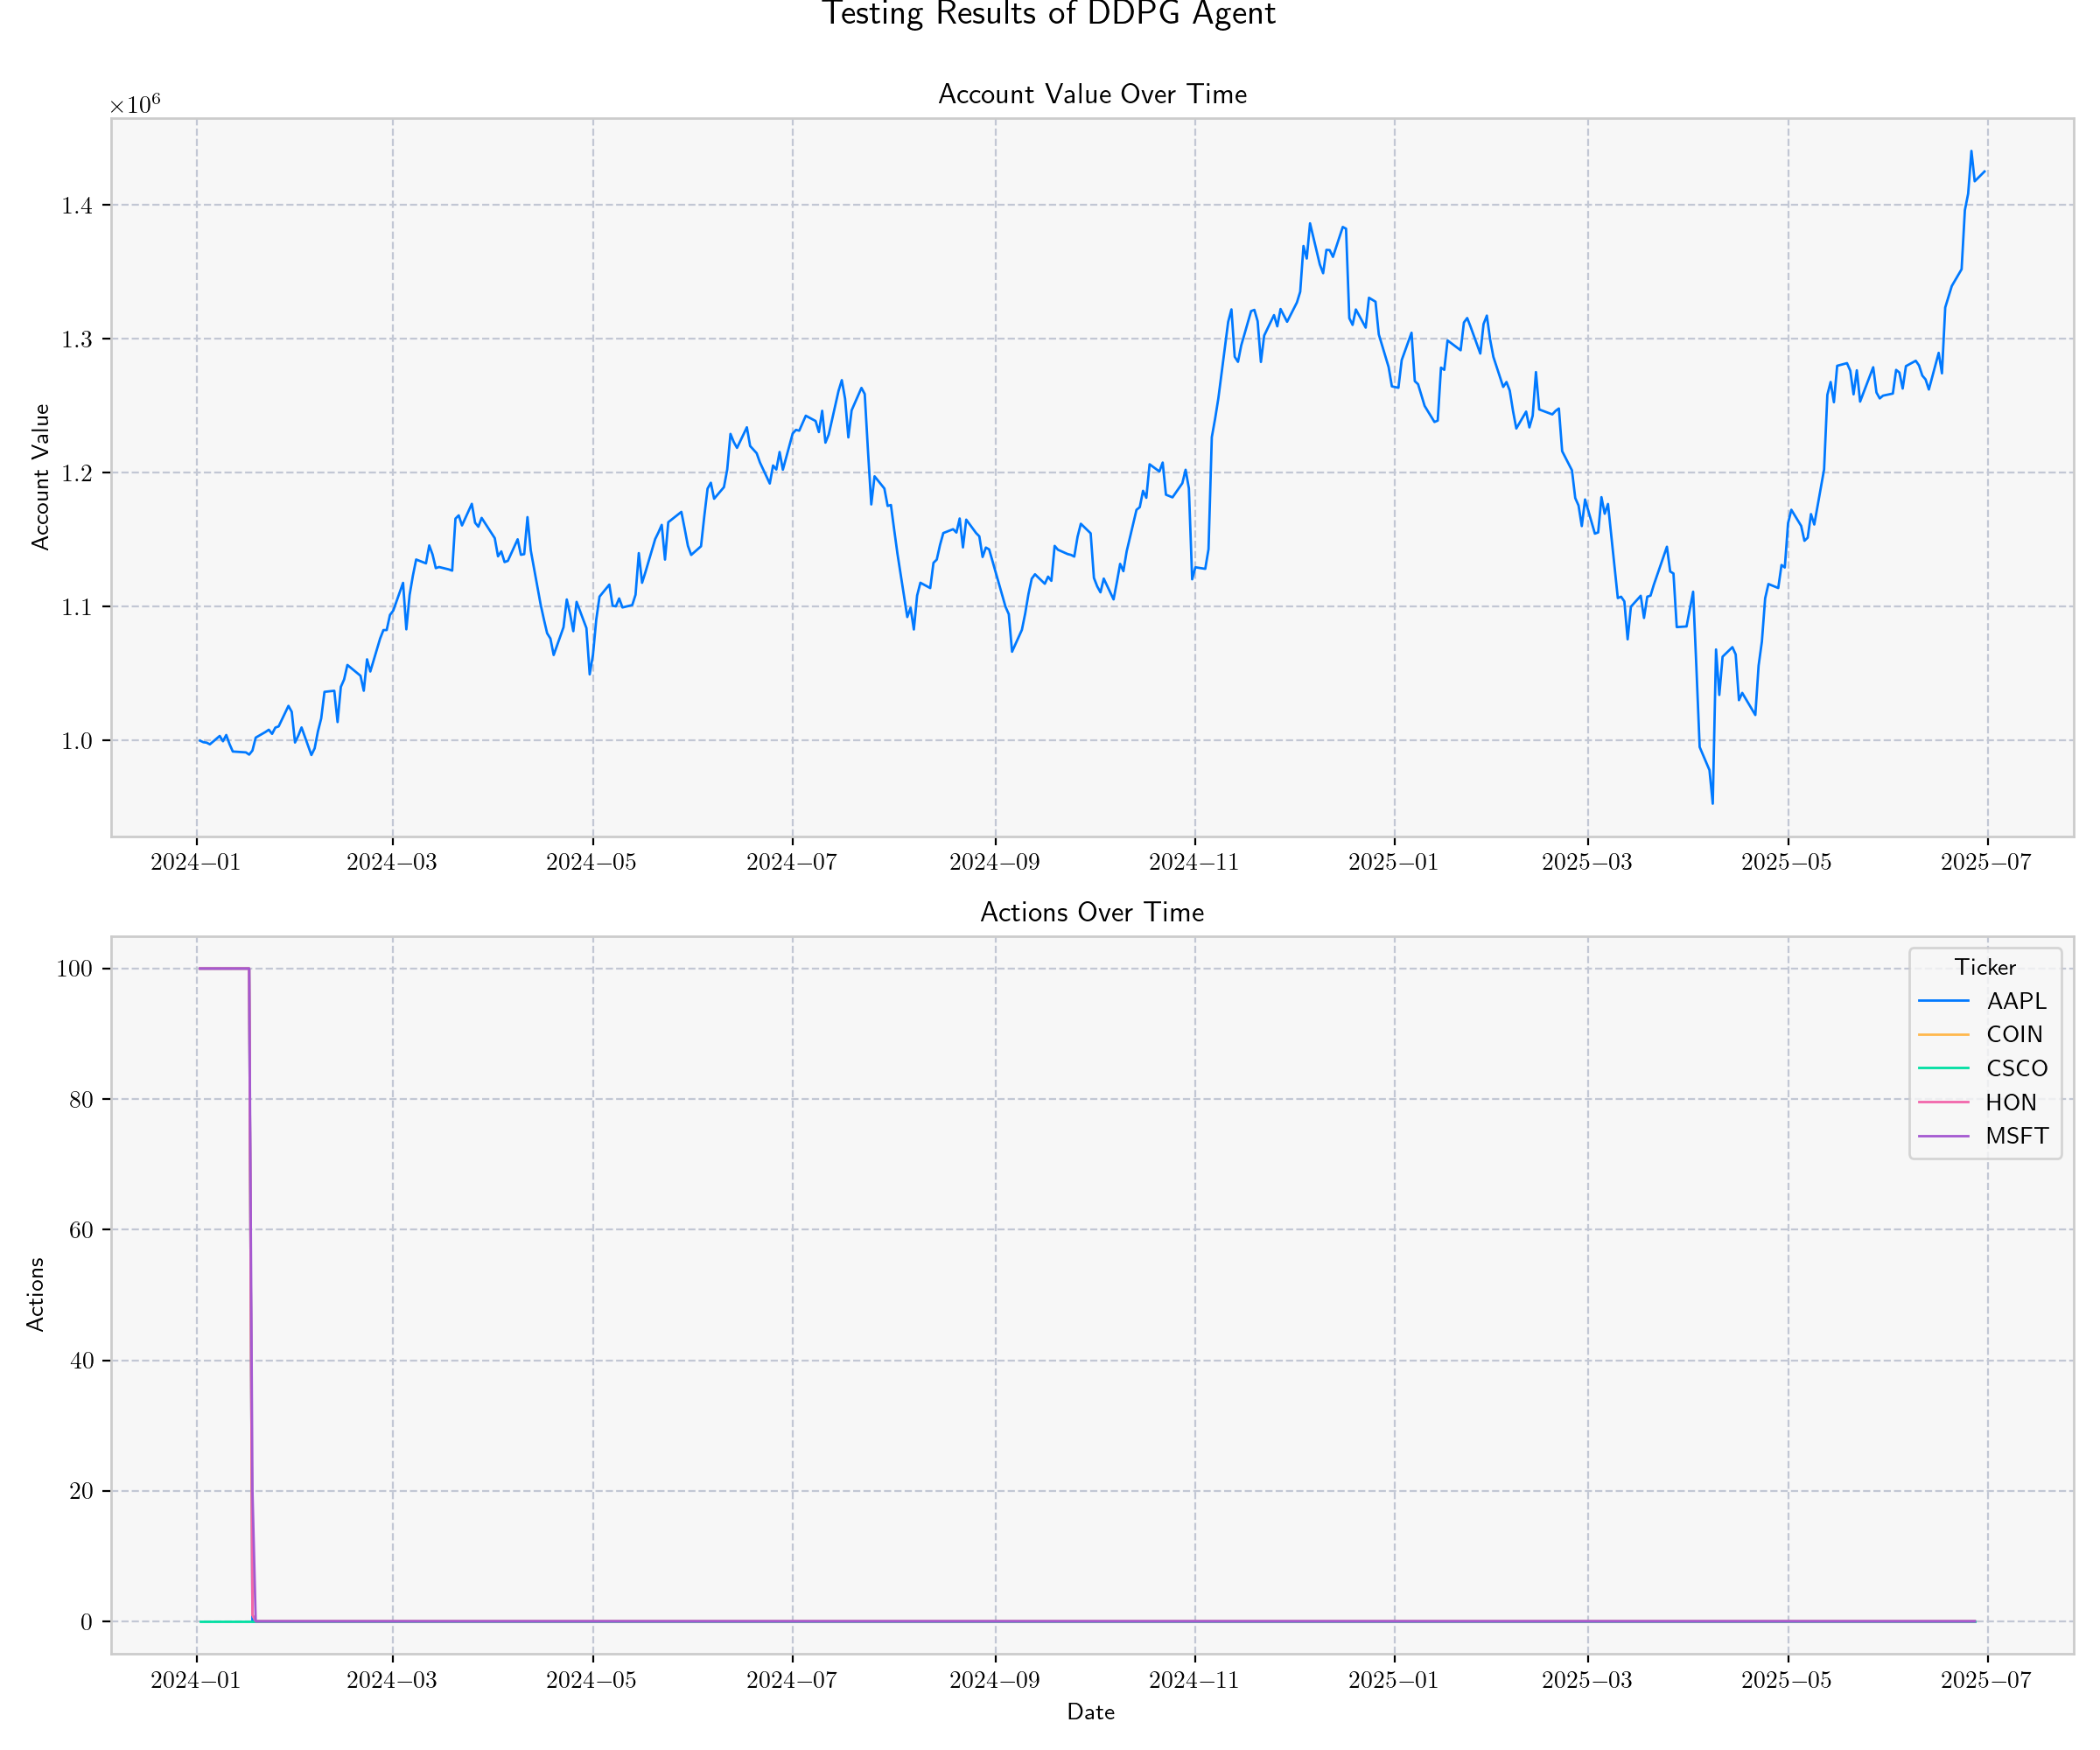 Testing Results of DDPG Agent
Account Value Over Time
×10⁶
Account Value
1.4
1.3
1.2
1.1
1.0
2024−01 2024−03 2024−05 2024−07 2024−09 2024−11 2025−01 2025−03 2025−05 2025−07
Actions Over Time
Actions
100
80
60
40
20
0
Ticker
AAPL
COIN
CSCO
HON
MSFT
2024−01 2024−03 2024−05 2024−07 2024−09 2024−11 2025−01 2025−03 2025−05 2025−07
Date